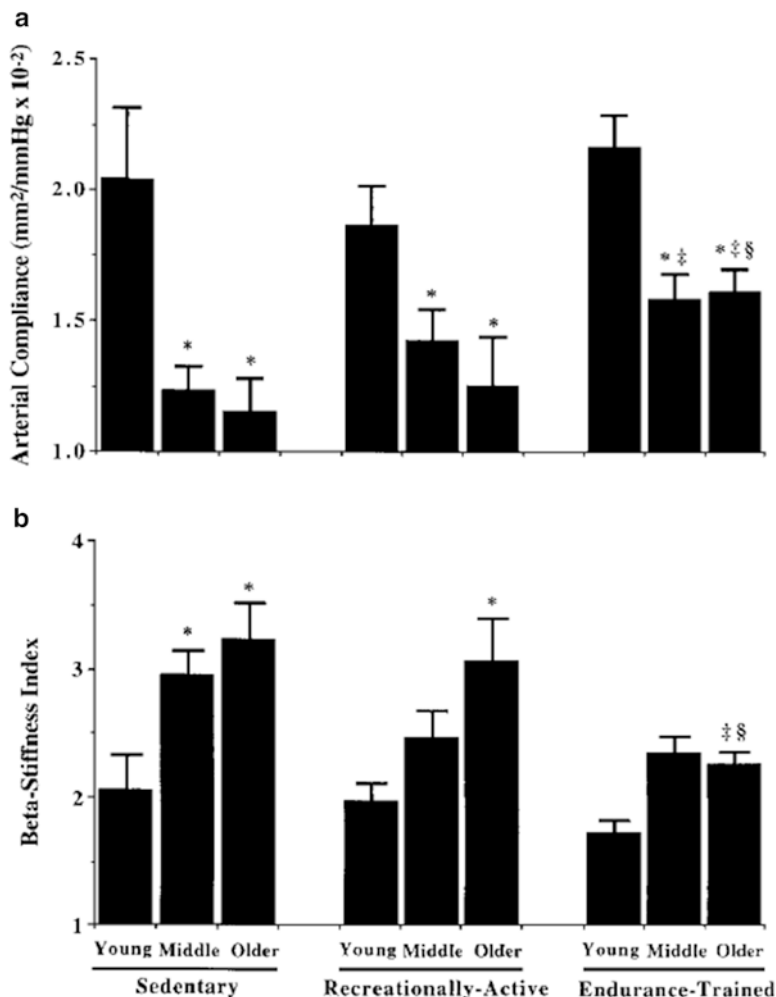 a
Arterial Compliance (mm²/mmHg x 10⁻²)
2.5
2.0
1.5
1.0
*
*
*
*
* ‡
* ‡ §
b
Beta-Stiffness Index
4
3
2
1
*
*
*
‡ §
Young Middle Older
Young Middle Older
Young Middle Older
Sedentary
Recreationally-Active
Endurance-Trained